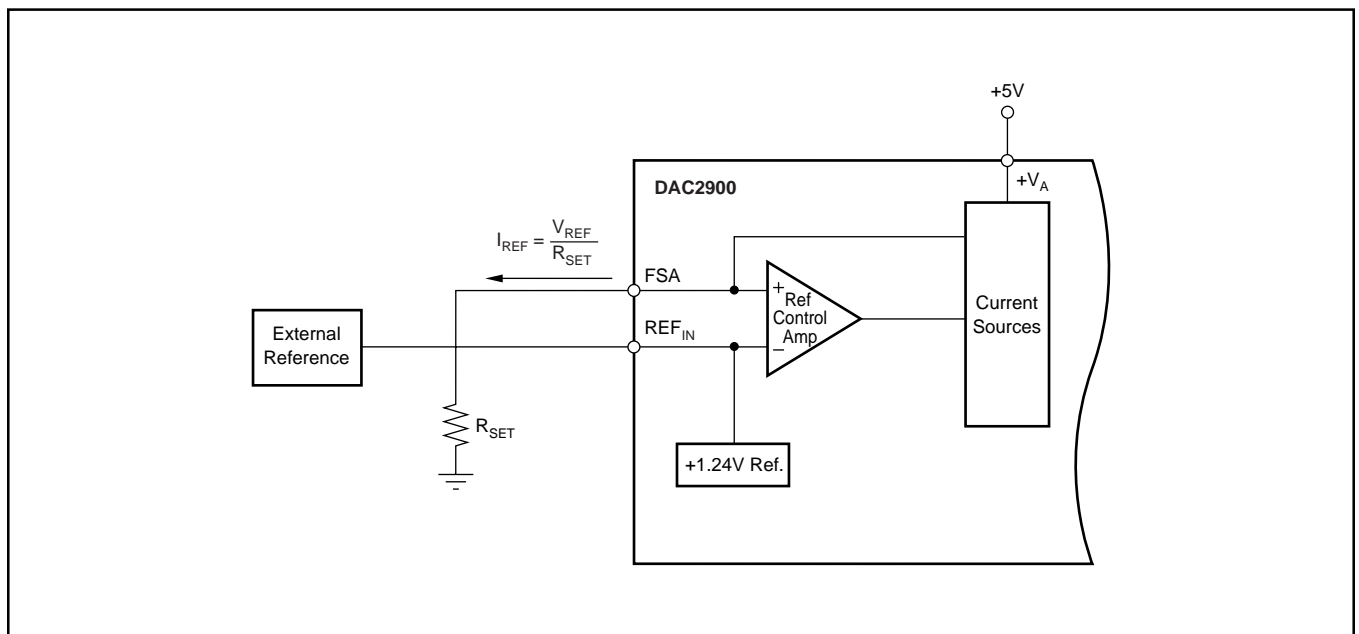 +5V
+V_A
DAC2900
I_REF = V_REF / R_SET
FSA
+
Ref
Control
Amp
−
Current
Sources
External
Reference
REF_IN
R_SET
+1.24V Ref.